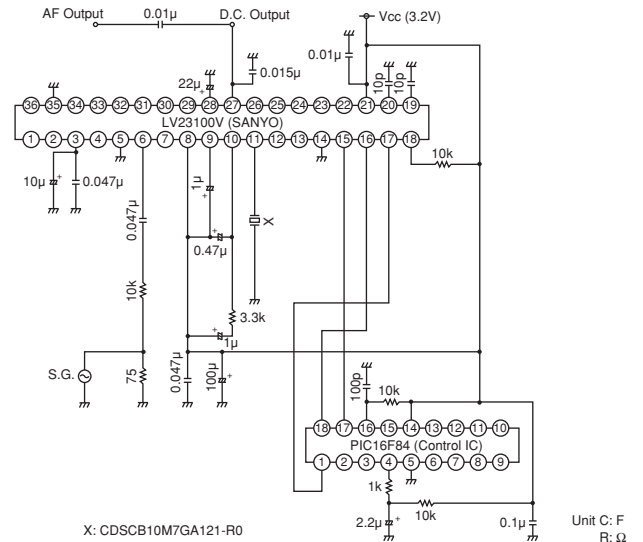 AF Output
0.01μ
D.C. Output
Vcc (3.2V)
0.01μ
0.015μ
22μ
+
10p
10p
36 35 34 33 32 31 30 29 28 27 26 25 24 23 22 21 20 19
LV23100V (SANYO)
1 2 3 4 5 6 7 8 9 10 11 12 13 14 15 16 17 18
10k
10μ
+
0.047μ
0.047μ
1μ
+
X
+
0.47μ
10k
3.3k
+
1μ
S.G.
75
0.047μ
100μ
+
100p
10k
18 17 16 15 14 13 12 11 10
PIC16F84 (Control IC)
1 2 3 4 5 6 7 8 9
1k
10k
2.2μ
+
0.1μ
X: CDSCB10M7GA121-R0
Unit C: F
R: Ω